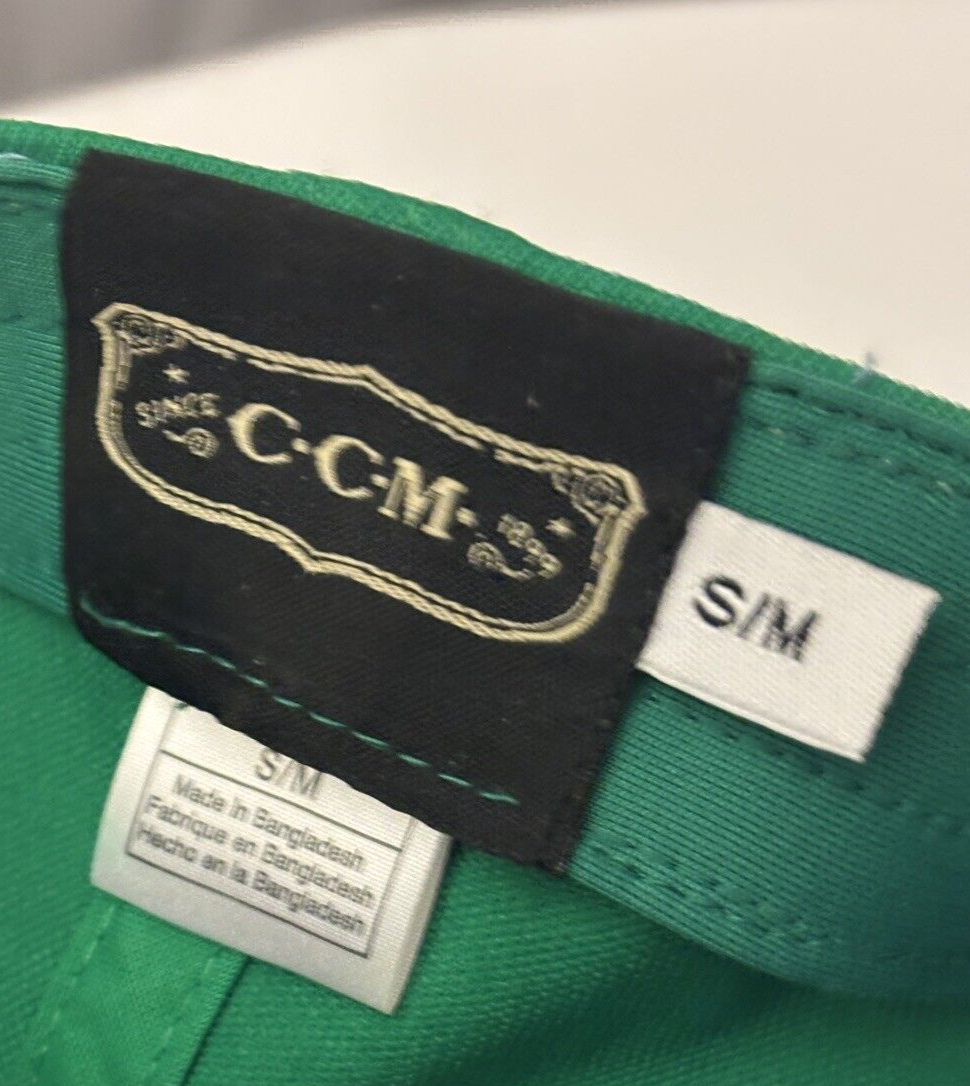 SINCE C·C·M· 1899
S/M
S/M
Made in Bangladesh
Fabrique en Bangladesh
Hecho en la Bangladesh